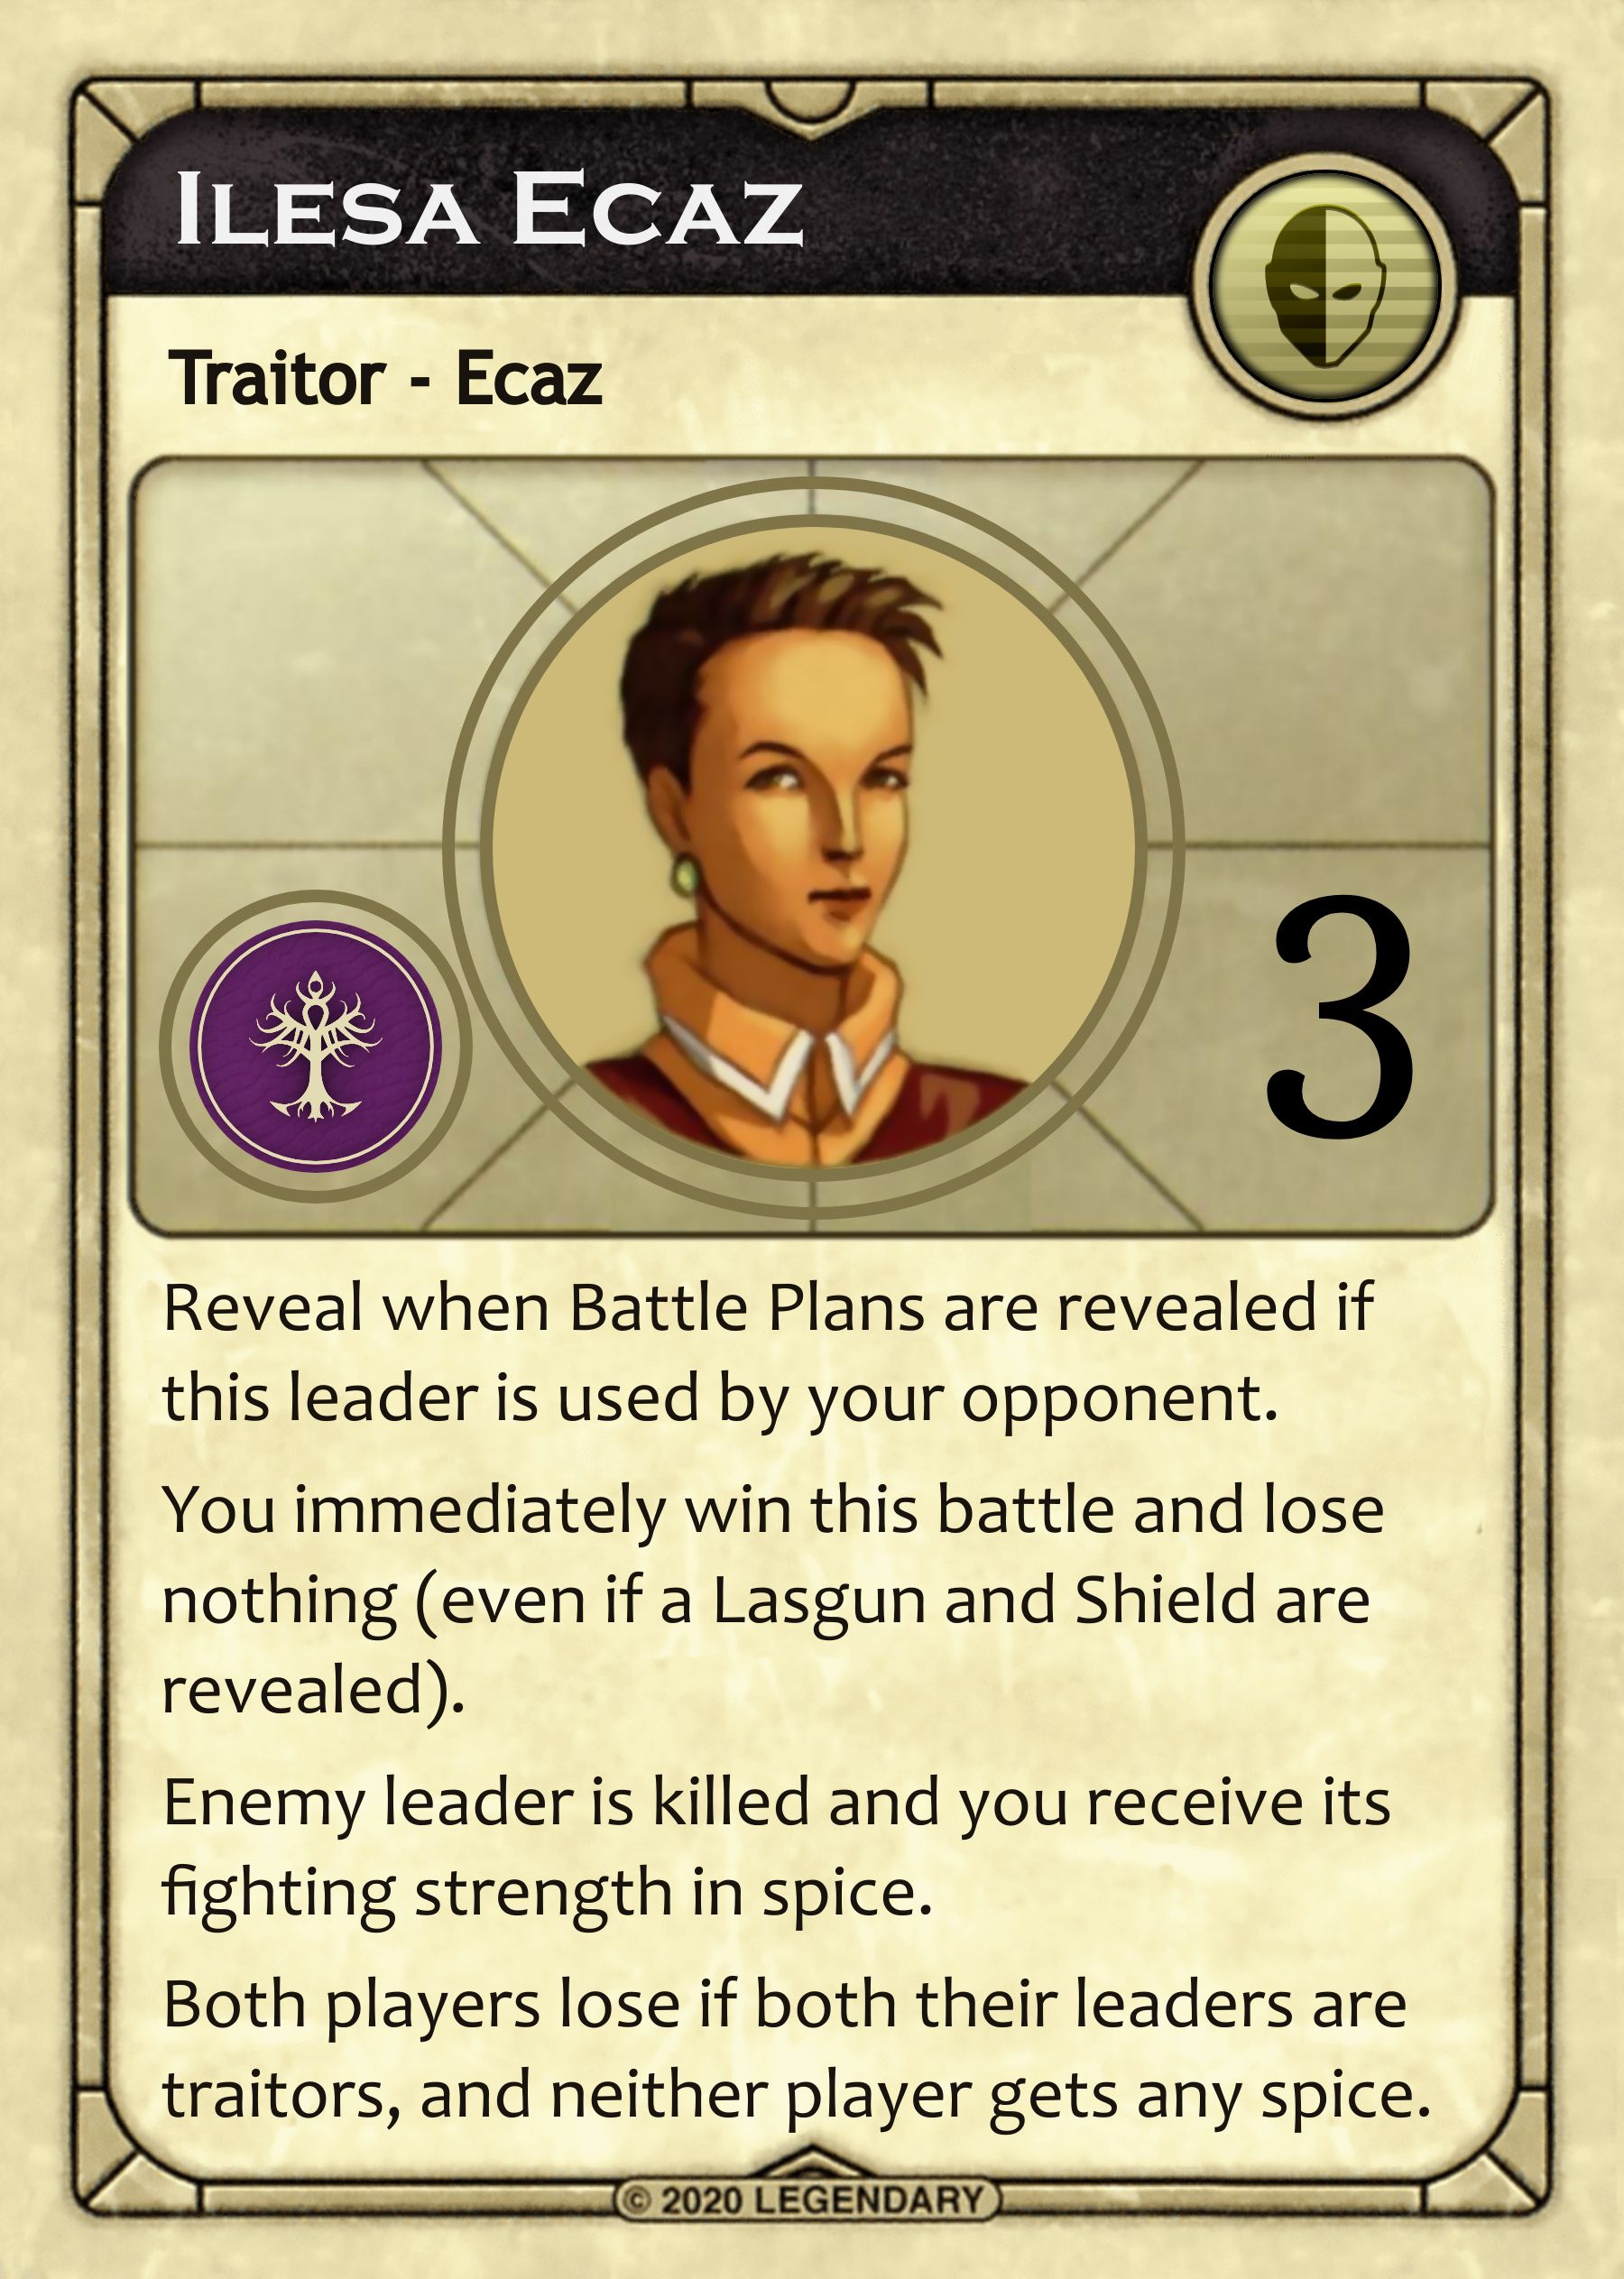 Ilesa Ecaz
Traitor - Ecaz
3
Reveal when Battle Plans are revealed if
this leader is used by your opponent.
You immediately win this battle and lose
nothing (even if a Lasgun and Shield are
revealed).
Enemy leader is killed and you receive its
fighting strength in spice.
Both players lose if both their leaders are
traitors, and neither player gets any spice.
© 2020 LEGENDARY